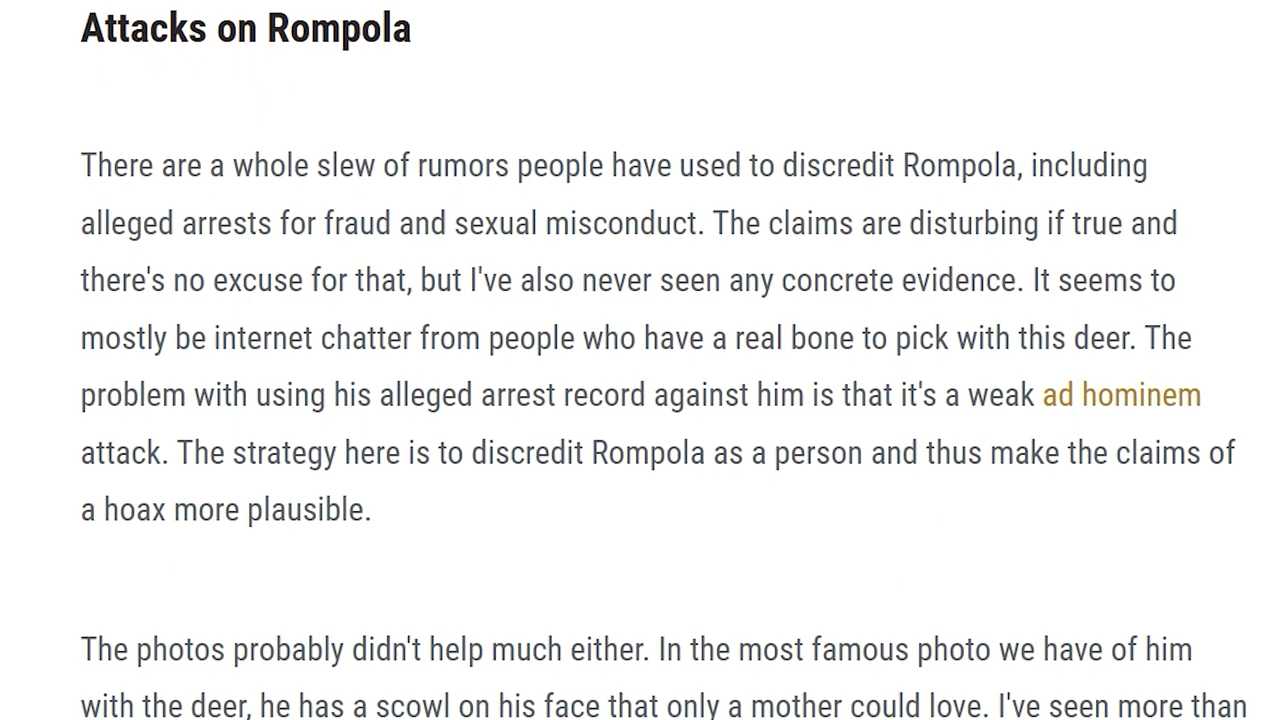 Attacks on Rompola
There are a whole slew of rumors people have used to discredit Rompola, including
alleged arrests for fraud and sexual misconduct. The claims are disturbing if true and
there's no excuse for that, but I've also never seen any concrete evidence. It seems to
mostly be internet chatter from people who have a real bone to pick with this deer. The
problem with using his alleged arrest record against him is that it's a weak ad hominem
attack. The strategy here is to discredit Rompola as a person and thus make the claims of
a hoax more plausible.
The photos probably didn't help much either. In the most famous photo we have of him
with the deer, he has a scowl on his face that only a mother could love. I've seen more than